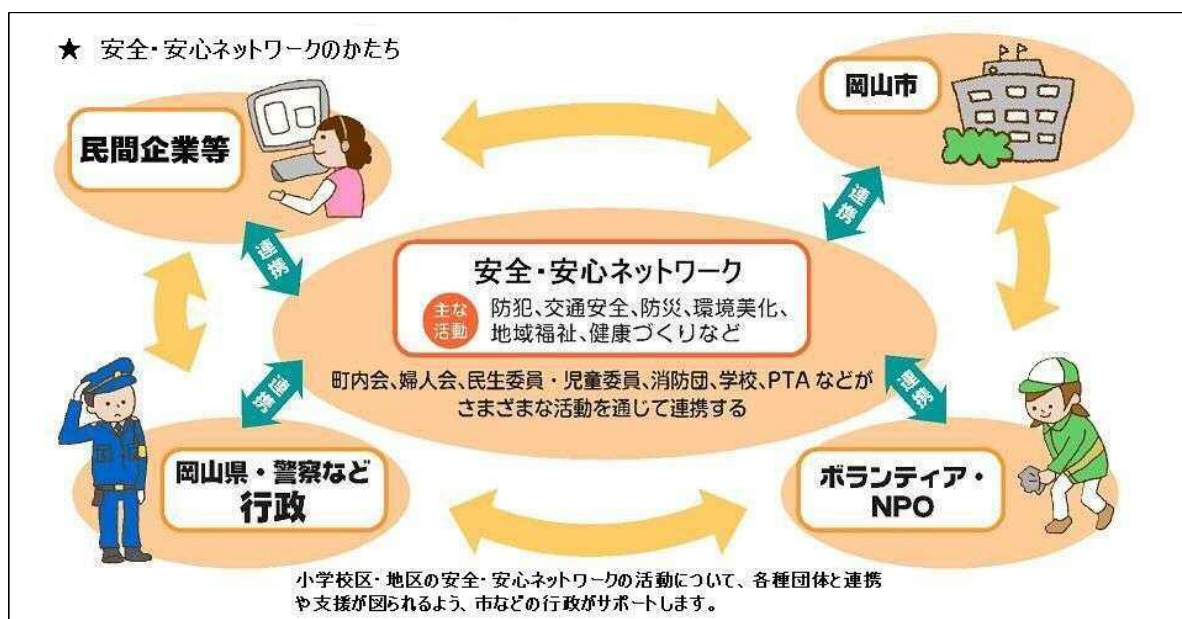 ★ 安全・安心ネットワークのかたち
民間企業等
岡山市
連携
連携
安全・安心ネットワーク
主な
活動
防犯、交通安全、防災、環境美化、
地域福祉、健康づくりなど
町内会、婦人会、民生委員・児童委員、消防団、学校、PTAなどが
さまざまな活動を通じて連携する
連携
連携
岡山県・警察など
行政
ボランティア・
NPO
小学校区・地区の安全・安心ネットワークの活動について、各種団体と連携
や支援が図られるよう、市などの行政がサポートします。